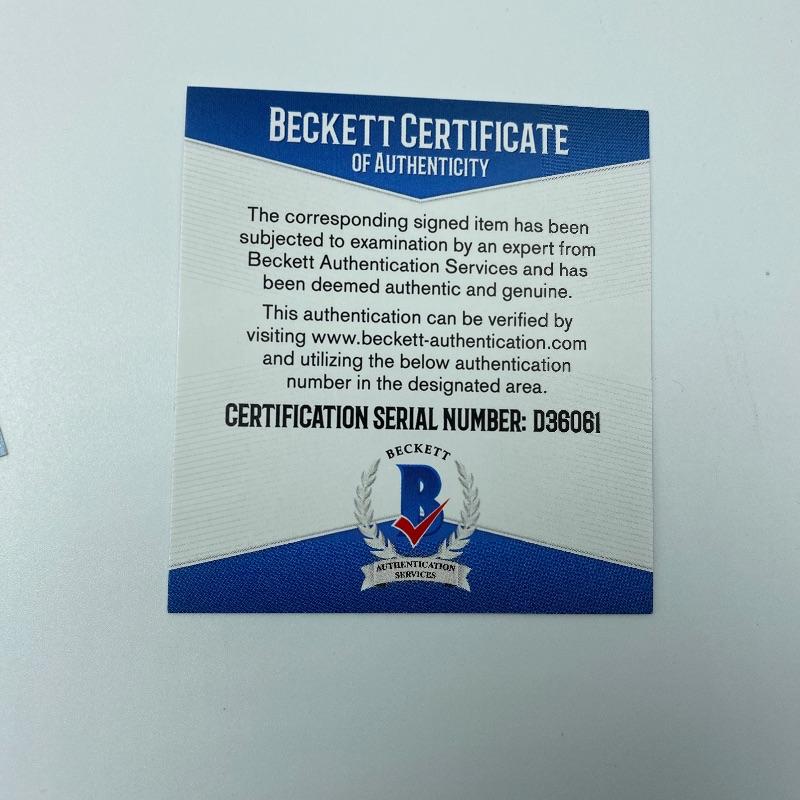 BECKETT CERTIFICATE
OF AUTHENTICITY
The corresponding signed item has been
subjected to examination by an expert from
Beckett Authentication Services and has
been deemed authentic and genuine.
This authentication can be verified by
visiting www.beckett-authentication.com
and utilizing the below authentication
number in the designated area.
CERTIFICATION SERIAL NUMBER: D36061
BECKETT
B
AUTHENTICATION
SERVICES